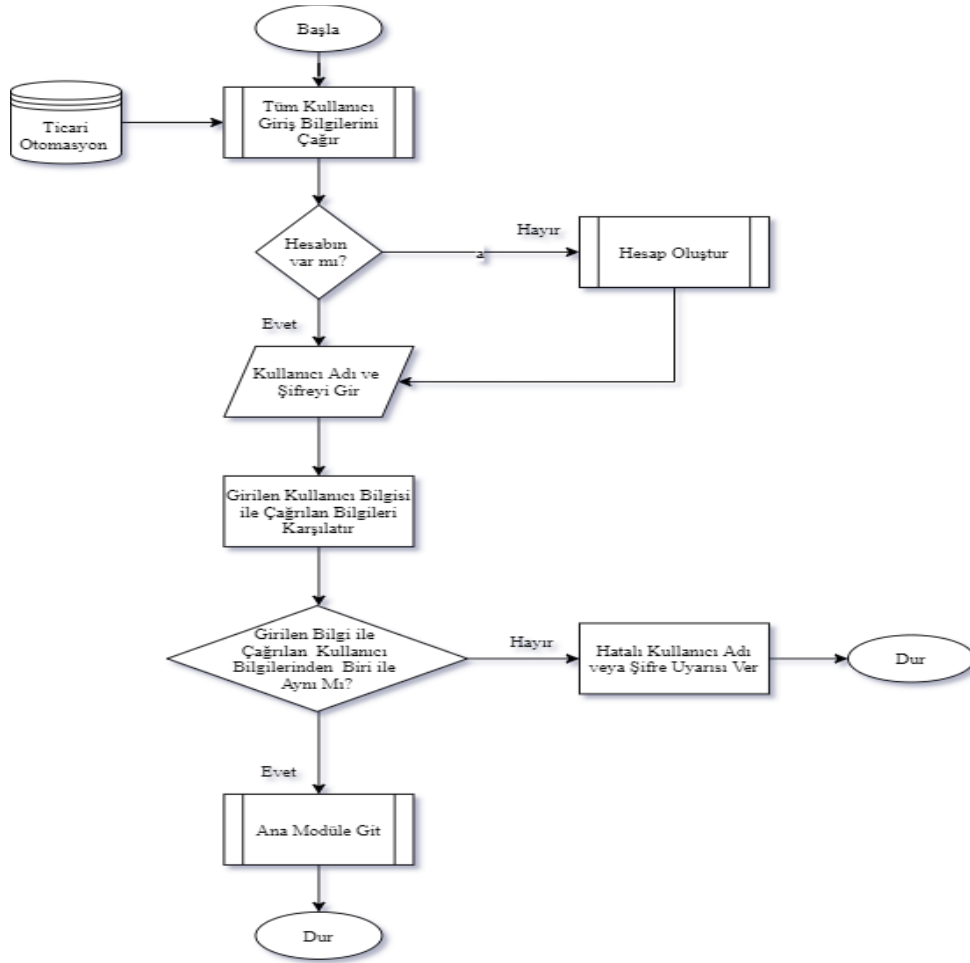 Başla
Tüm Kullanıcı
Giriş Bilgilerini
Çağır
Ticari
Otomasyon
Hesabın
var mı?
Hayır
a
Hesap Oluştur
Evet
Kullanıcı Adı ve
Şifreyi Gir
Girilen Kullanıcı Bilgisi
ile Çağrılan Bilgileri
Karşılatır
Girilen Bilgi ile
Çağrılan Kullanıcı
Bilgilerinden Biri ile
Aynı Mı?
Hayır
Hatalı Kullanıcı Adı
veya Şifre Uyarısı Ver
Dur
Evet
Ana Modüle Git
Dur